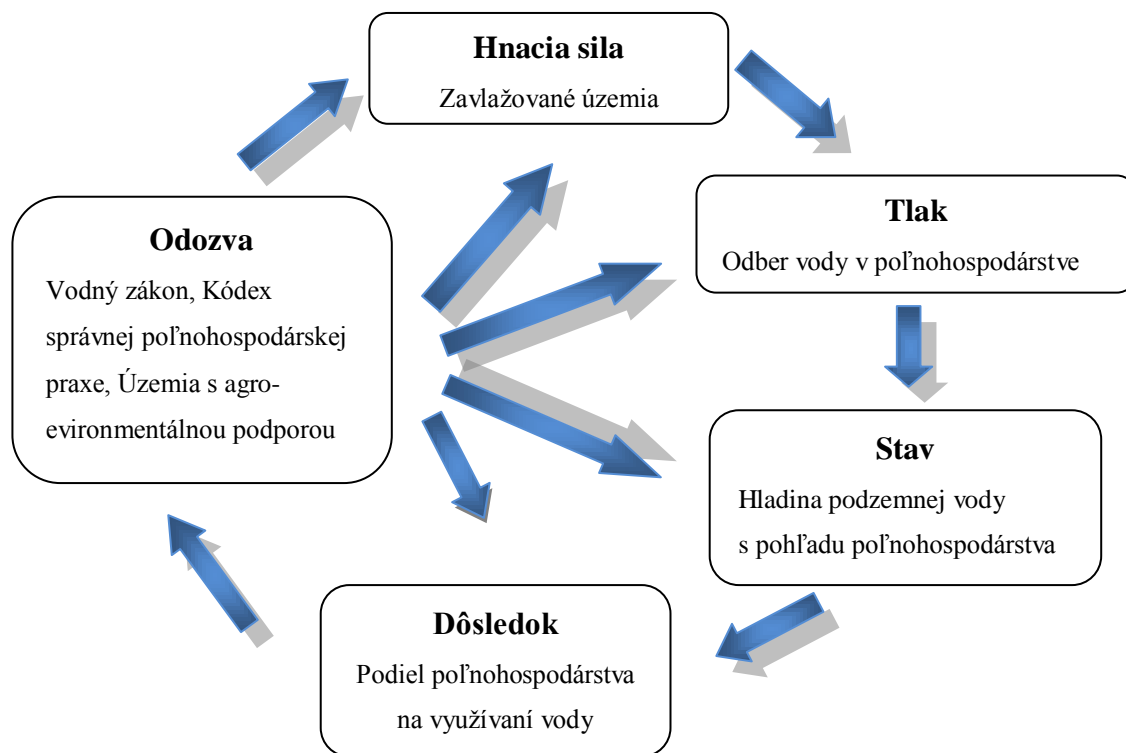 Hnacia sila
Zavlažované územia
Tlak
Odber vody v poľnohospodárstve
Odozva
Vodný zákon, Kódex
správnej poľnohospodárskej
praxe, Územia s agro-
evironmentálnou podporou
Stav
Hladina podzemnej vody
s pohľadu poľnohospodárstva
Dôsledok
Podiel poľnohospodárstva
na využívaní vody